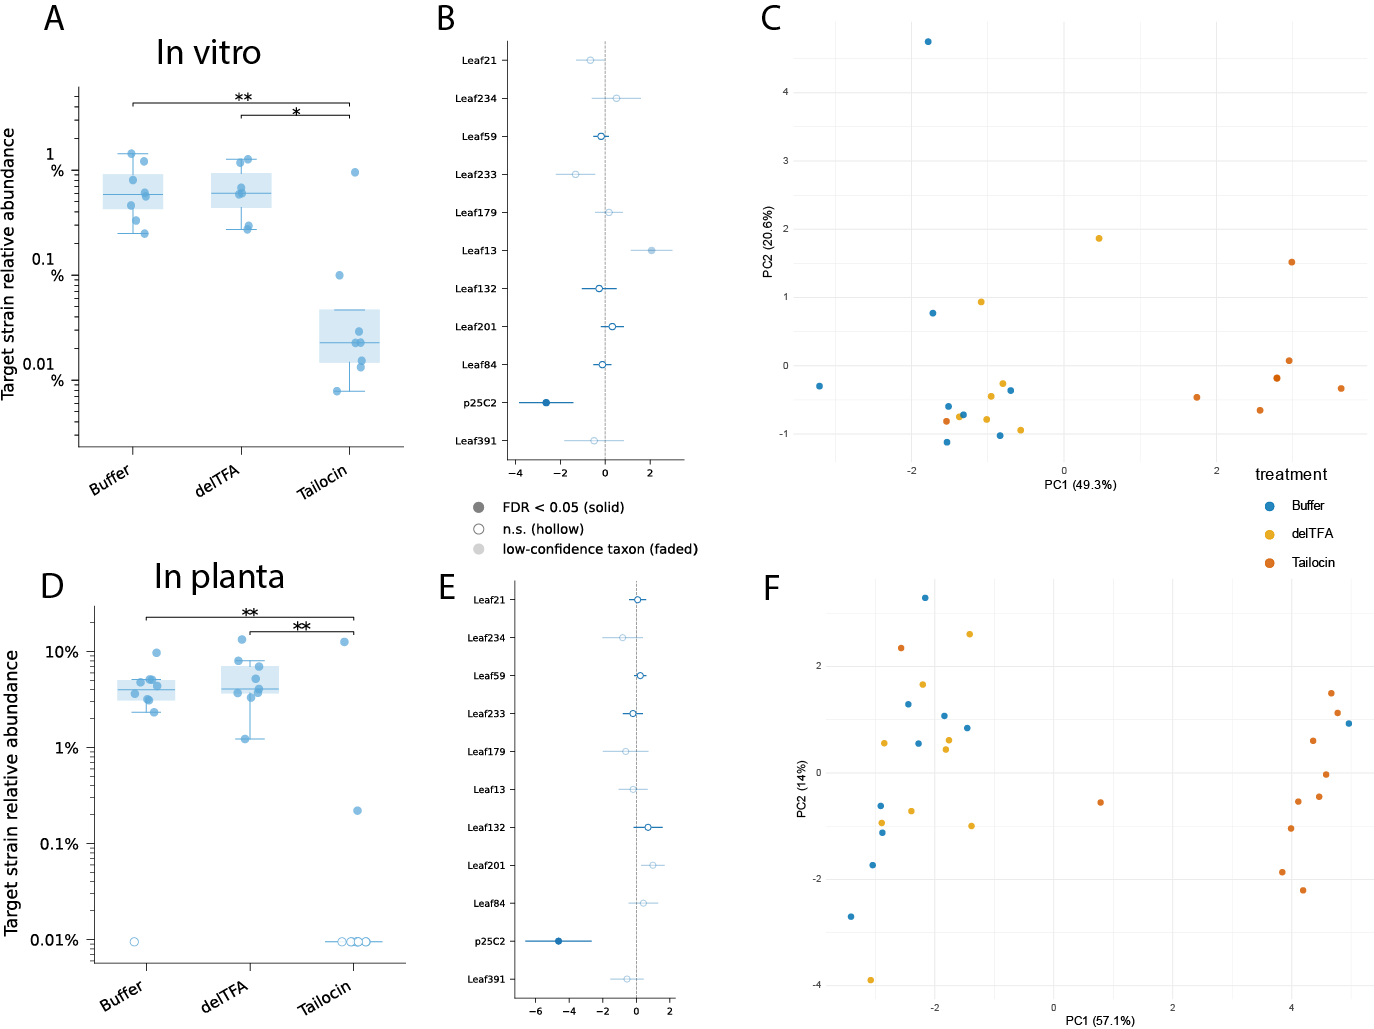 A
In vitro
Target strain relative abundance
1
%
0.1
%
0.01
%
**
*
Buffer
delTFA
Tailocin
B
Leaf21
Leaf234
Leaf59
Leaf233
Leaf179
Leaf13
Leaf132
Leaf201
Leaf84
p25C2
Leaf391
−4
−2
0
2
FDR < 0.05 (solid)
n.s. (hollow)
low-confidence taxon (faded)
C
PC2 (20.6%)
4
3
2
1
0
-1
-2
0
2
PC1 (49.3%)
treatment
Buffer
delTFA
Tailocin
D
In planta
Target strain relative abundance
10%
1%
0.1%
0.01%
**
**
Buffer
delTFA
Tailocin
E
Leaf21
Leaf234
Leaf59
Leaf233
Leaf179
Leaf13
Leaf132
Leaf201
Leaf84
p25C2
Leaf391
−6
−4
−2
0
2
F
PC2 (14%)
2
0
-2
-4
-2
0
2
4
PC1 (57.1%)